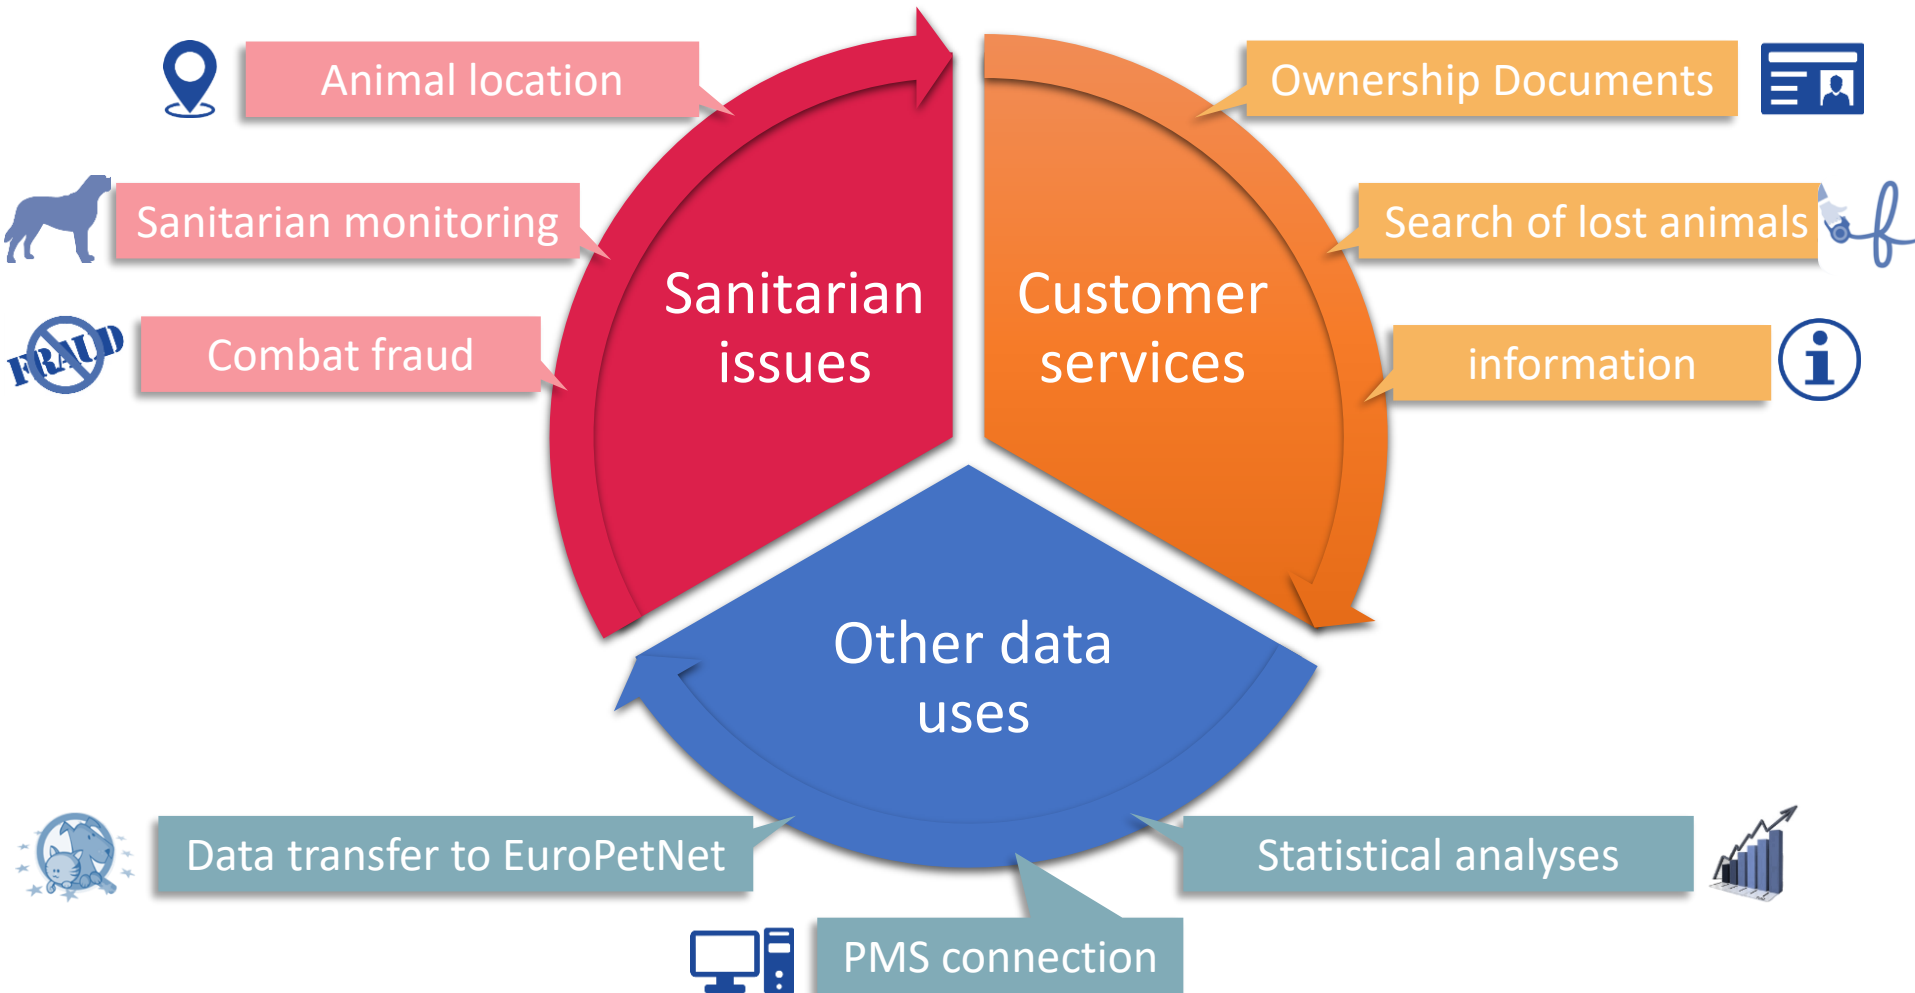 Animal location
Ownership Documents
Sanitarian monitoring
Search of lost animals
FRAUD
Combat fraud
information
Sanitarian
issues
Customer
services
Other data
uses
Data transfer to EuroPetNet
Statistical analyses
PMS connection